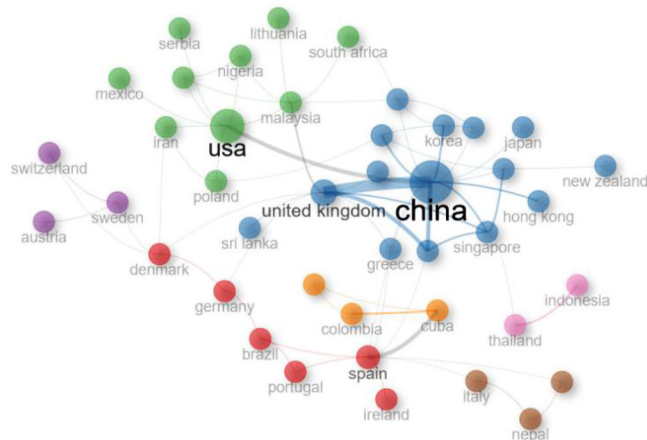 lithuania
serbia
south africa
nigeria
mexico
malaysia
iran
usa
korea
japan
switzerland
poland
new zealand
united kingdom
china
hong kong
sweden
austria
sri lanka
singapore
denmark
greece
germany
indonesia
colombia
cuba
thailand
brazil
spain
portugal
italy
ireland
nepal